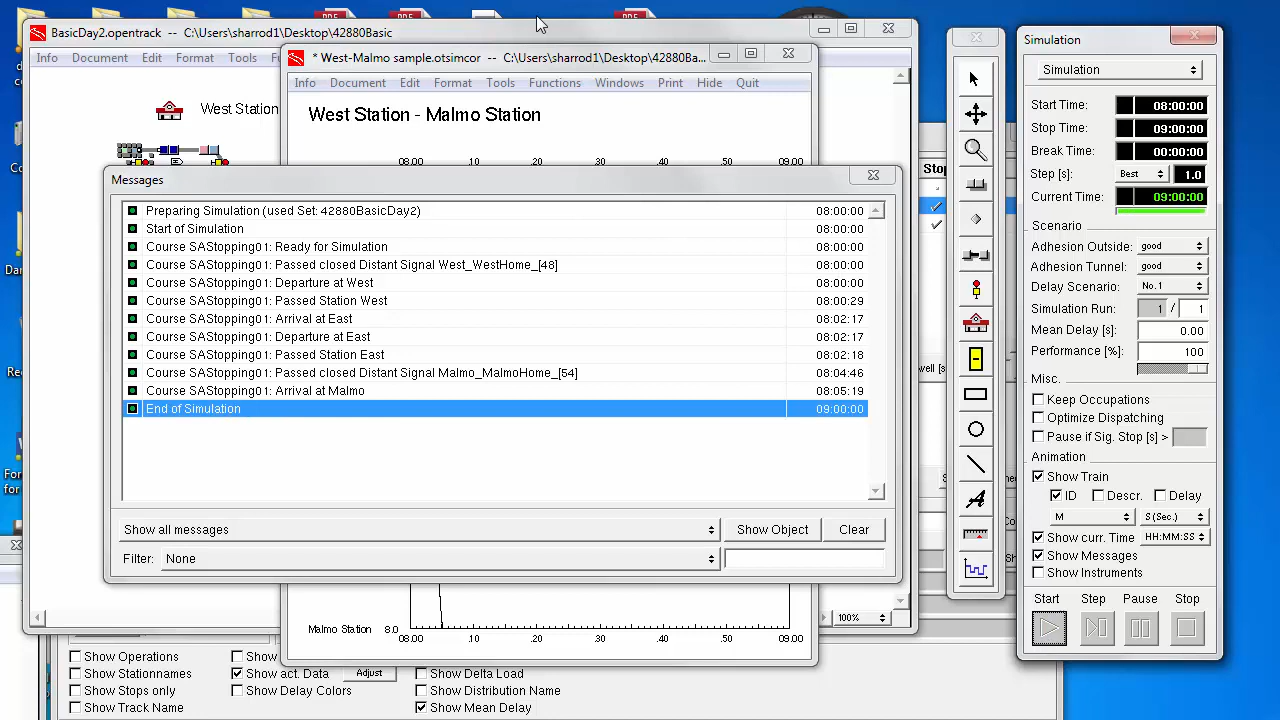 BasicDay2.opentrack -- C:\Users\sharrod1\Desktop\42880Basic
Info Document Edit Format Tools
West Station
* West-Malmo sample.otsimcor -- C:\Users\sharrod1\Desktop\42880Ba...
Info Document Edit Format Tools Functions Windows Print Hide Quit
West Station - Malmo Station
08.00 .10 .20 .30 .40 .50 09.00
Messages
Preparing Simulation (used Set: 42880BasicDay2) 08:00:00
Start of Simulation 08:00:00
Course SAStopping01: Ready for Simulation 08:00:00
Course SAStopping01: Passed closed Distant Signal West_WestHome_[48] 08:00:00
Course SAStopping01: Departure at West 08:00:00
Course SAStopping01: Passed Station West 08:00:29
Course SAStopping01: Arrival at East 08:02:17
Course SAStopping01: Departure at East 08:02:17
Course SAStopping01: Passed Station East 08:02:18
Course SAStopping01: Passed closed Distant Signal Malmo_MalmoHome_[54] 08:04:46
Course SAStopping01: Arrival at Malmo 08:05:19
End of Simulation 09:00:00
Show all messages
Show Object
Clear
Filter: None
Malmo Station 8.0
08.00 .10 .20 .30 .40 .50 09.00
100%
Show Operations
Show Stationnames
Show Stops only
Show Track Name
Show
Show act. Data
Adjust
Show Delay Colors
Show Delta Load
Show Distribution Name
Show Mean Delay
Stop
Simulation
Simulation
Start Time: 08:00:00
Stop Time: 09:00:00
Break Time: 00:00:00
Step [s]: Best 1.0
Current Time: 09:00:00
Scenario
Adhesion Outside: good
Adhesion Tunnel: good
Delay Scenario: No.1
Simulation Run: 1 / 1
Mean Delay [s]: 0.00
Performance [%]: 100
Misc.
Keep Occupations
Optimize Dispatching
Pause if Sig. Stop [s] >
Animation
Show Train
ID Descr. Delay
M S (Sec.)
Show curr. Time HH:MM:SS
Show Messages
Show Instruments
Start Step Pause Stop